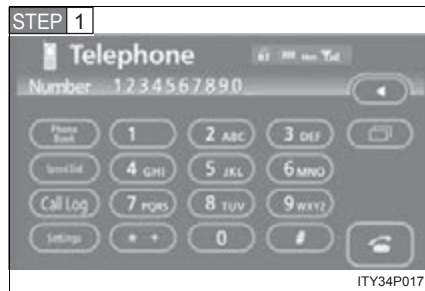 STEP 1
Telephone
Number 1234567890
Phone Book 1 2 ABC 3 DEF
Speed Dial 4 GHI 5 JKL 6 MNO
Call Log 7 PQRS 8 TUV 9 WXYZ
Settings * + 0 #
ITY34P017